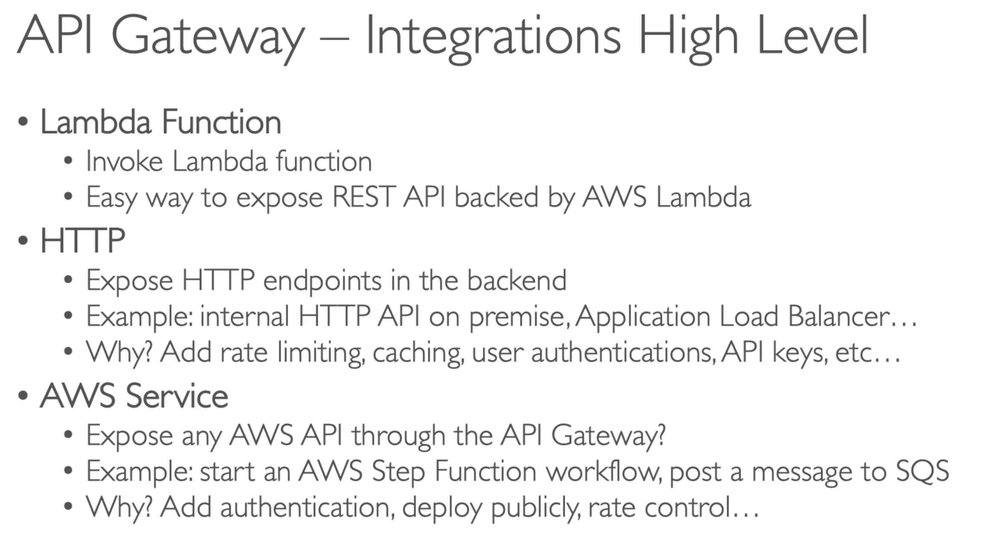 API Gateway – Integrations High Level
• Lambda Function
• Invoke Lambda function
• Easy way to expose REST API backed by AWS Lambda
• HTTP
• Expose HTTP endpoints in the backend
• Example: internal HTTP API on premise, Application Load Balancer…
• Why? Add rate limiting, caching, user authentications, API keys, etc…
• AWS Service
• Expose any AWS API through the API Gateway?
• Example: start an AWS Step Function workflow, post a message to SQS
• Why? Add authentication, deploy publicly, rate control…